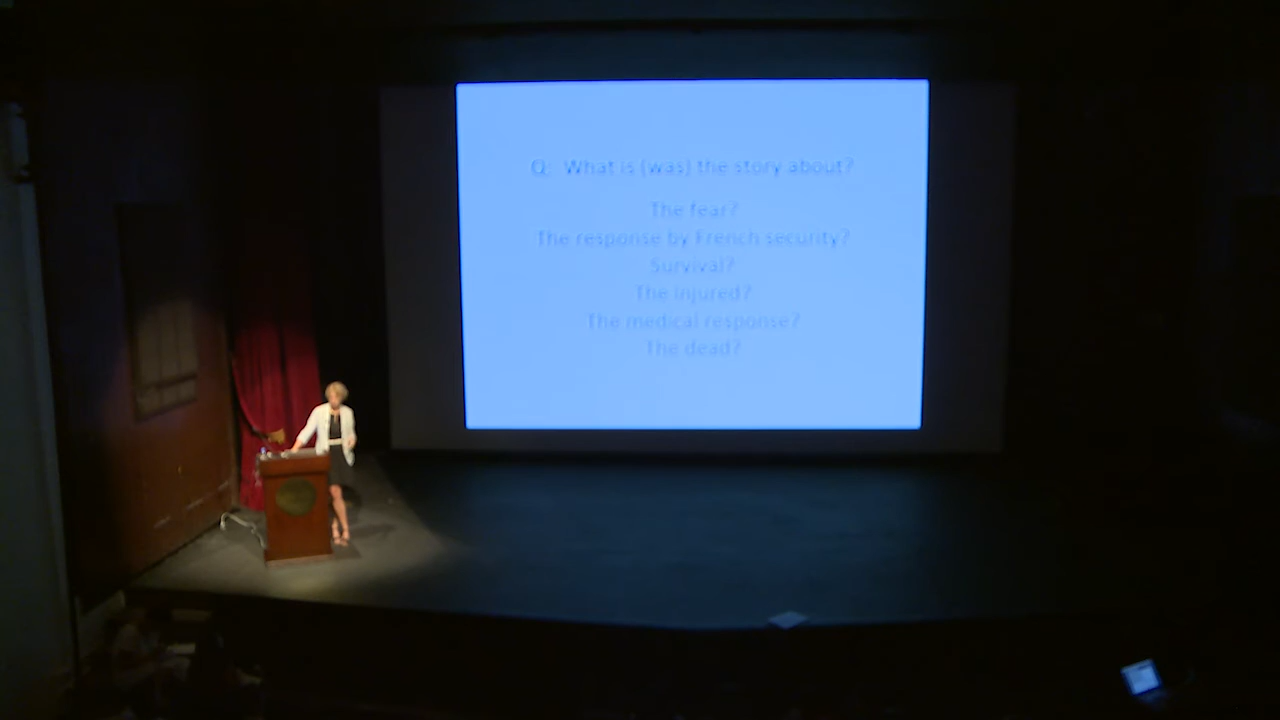 Q: What is (was) the story about?
The fear?
The response by French security?
Survival?
The injured?
The medical response?
The dead?